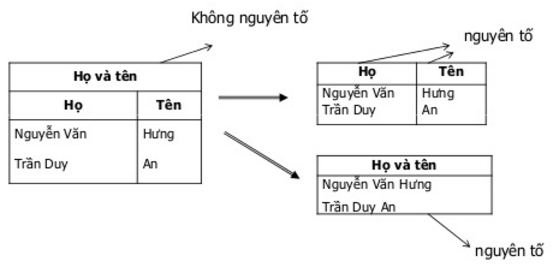 Không nguyên tố
nguyên tố
Họ và tên
Họ Tên
Nguyễn Văn Hưng
Trần Duy An
Họ Tên
Nguyễn Văn Hưng
Trần Duy An
Họ và tên
Nguyễn Văn Hưng
Trần Duy An
nguyên tố